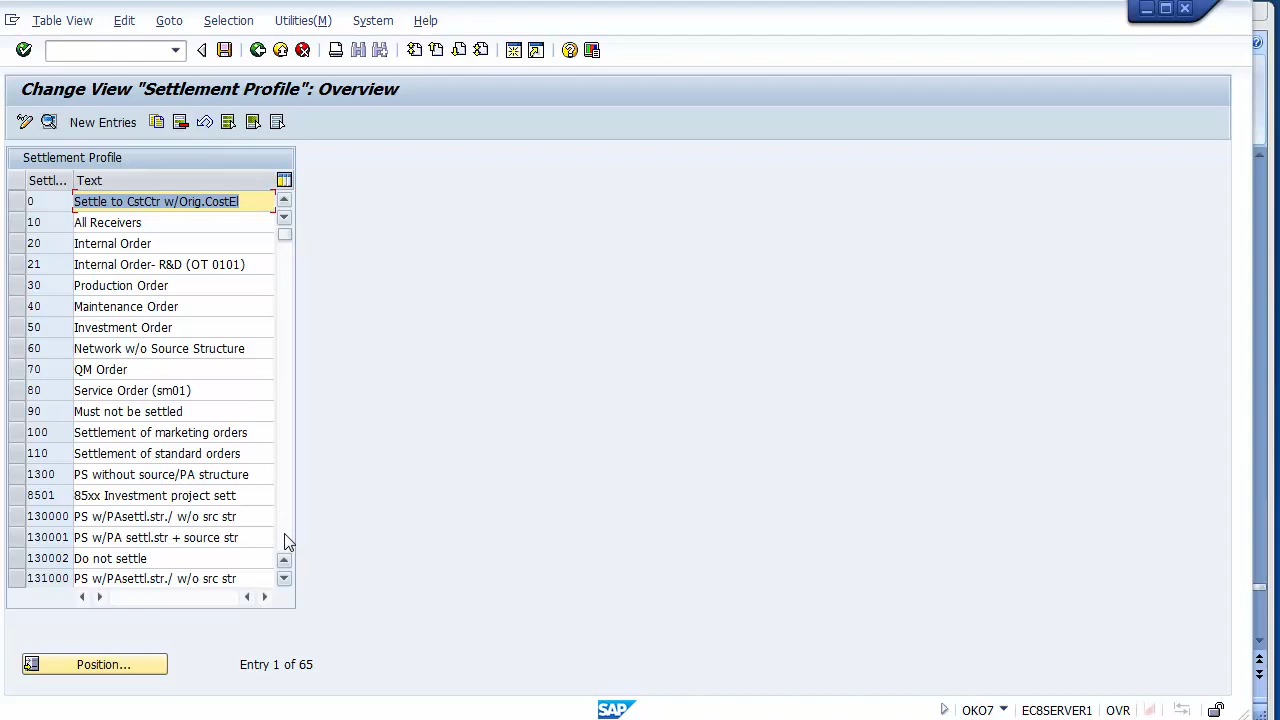 Table View Edit Goto Selection Utilities(M) System Help
Change View "Settlement Profile": Overview
New Entries
Settlement Profile
Settl... Text
0 Settle to CstCtr w/Orig.CostEl
10 All Receivers
20 Internal Order
21 Internal Order- R&D (OT 0101)
30 Production Order
40 Maintenance Order
50 Investment Order
60 Network w/o Source Structure
70 QM Order
80 Service Order (sm01)
90 Must not be settled
100 Settlement of marketing orders
110 Settlement of standard orders
1300 PS without source/PA structure
8501 85xx Investment project sett
130000 PS w/PAsettl.str./ w/o src str
130001 PS w/PA settl.str + source str
130002 Do not settle
131000 PS w/PAsettl.str./ w/o src str
Position... Entry 1 of 65
SAP OKO7 ECSSERVER1 OVR